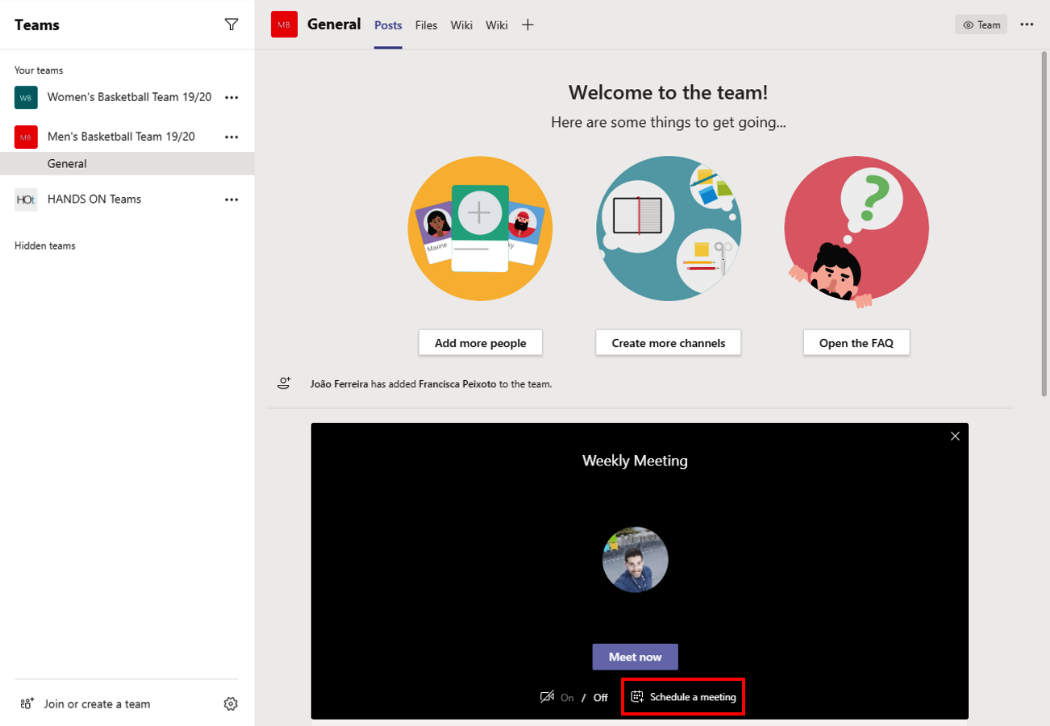 Teams
Your teams
WB Women's Basketball Team 19/20 ...
MB Men's Basketball Team 19/20 ...
General
HOt HANDS ON Teams ...
Hidden teams
Join or create a team
MB General Posts Files Wiki Wiki +
Team ...
Welcome to the team!
Here are some things to get going...
Maxine
?
Add more people
Create more channels
Open the FAQ
João Ferreira has added Francisca Peixoto to the team.
Weekly Meeting
Meet now
On / Off
Schedule a meeting